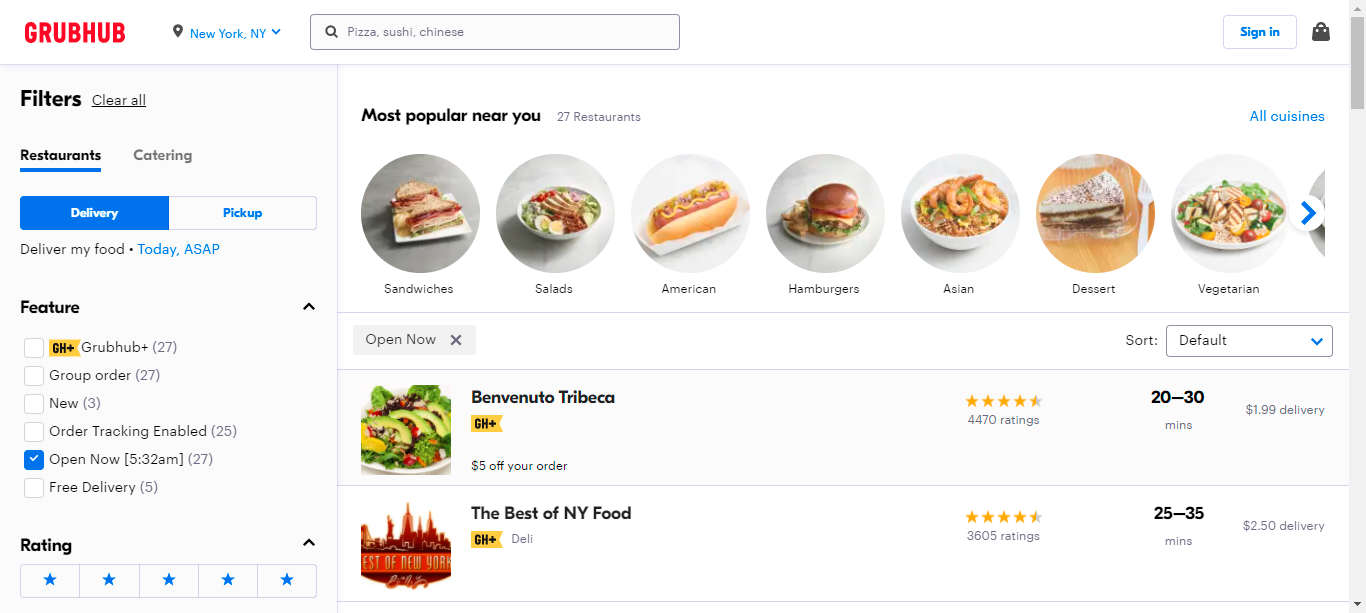 GRUBHUB
New York, NY
Pizza, sushi, chinese
Sign in
Filters Clear all
Restaurants Catering
Delivery Pickup
Deliver my food • Today, ASAP
Feature
GH+ Grubhub+ (27)
Group order (27)
New (3)
Order Tracking Enabled (25)
Open Now [5:32am] (27)
Free Delivery (5)
Rating
Most popular near you 27 Restaurants All cuisines
Sandwiches Salads American Hamburgers Asian Dessert Vegetarian
Open Now
Sort: Default
Benvenuto Tribeca
GH+
$5 off your order
4470 ratings
20–30
mins
$1.99 delivery
EST OF NEW YORK
The Best of NY Food
GH+ Deli
3605 ratings
25–35
mins
$2.50 delivery